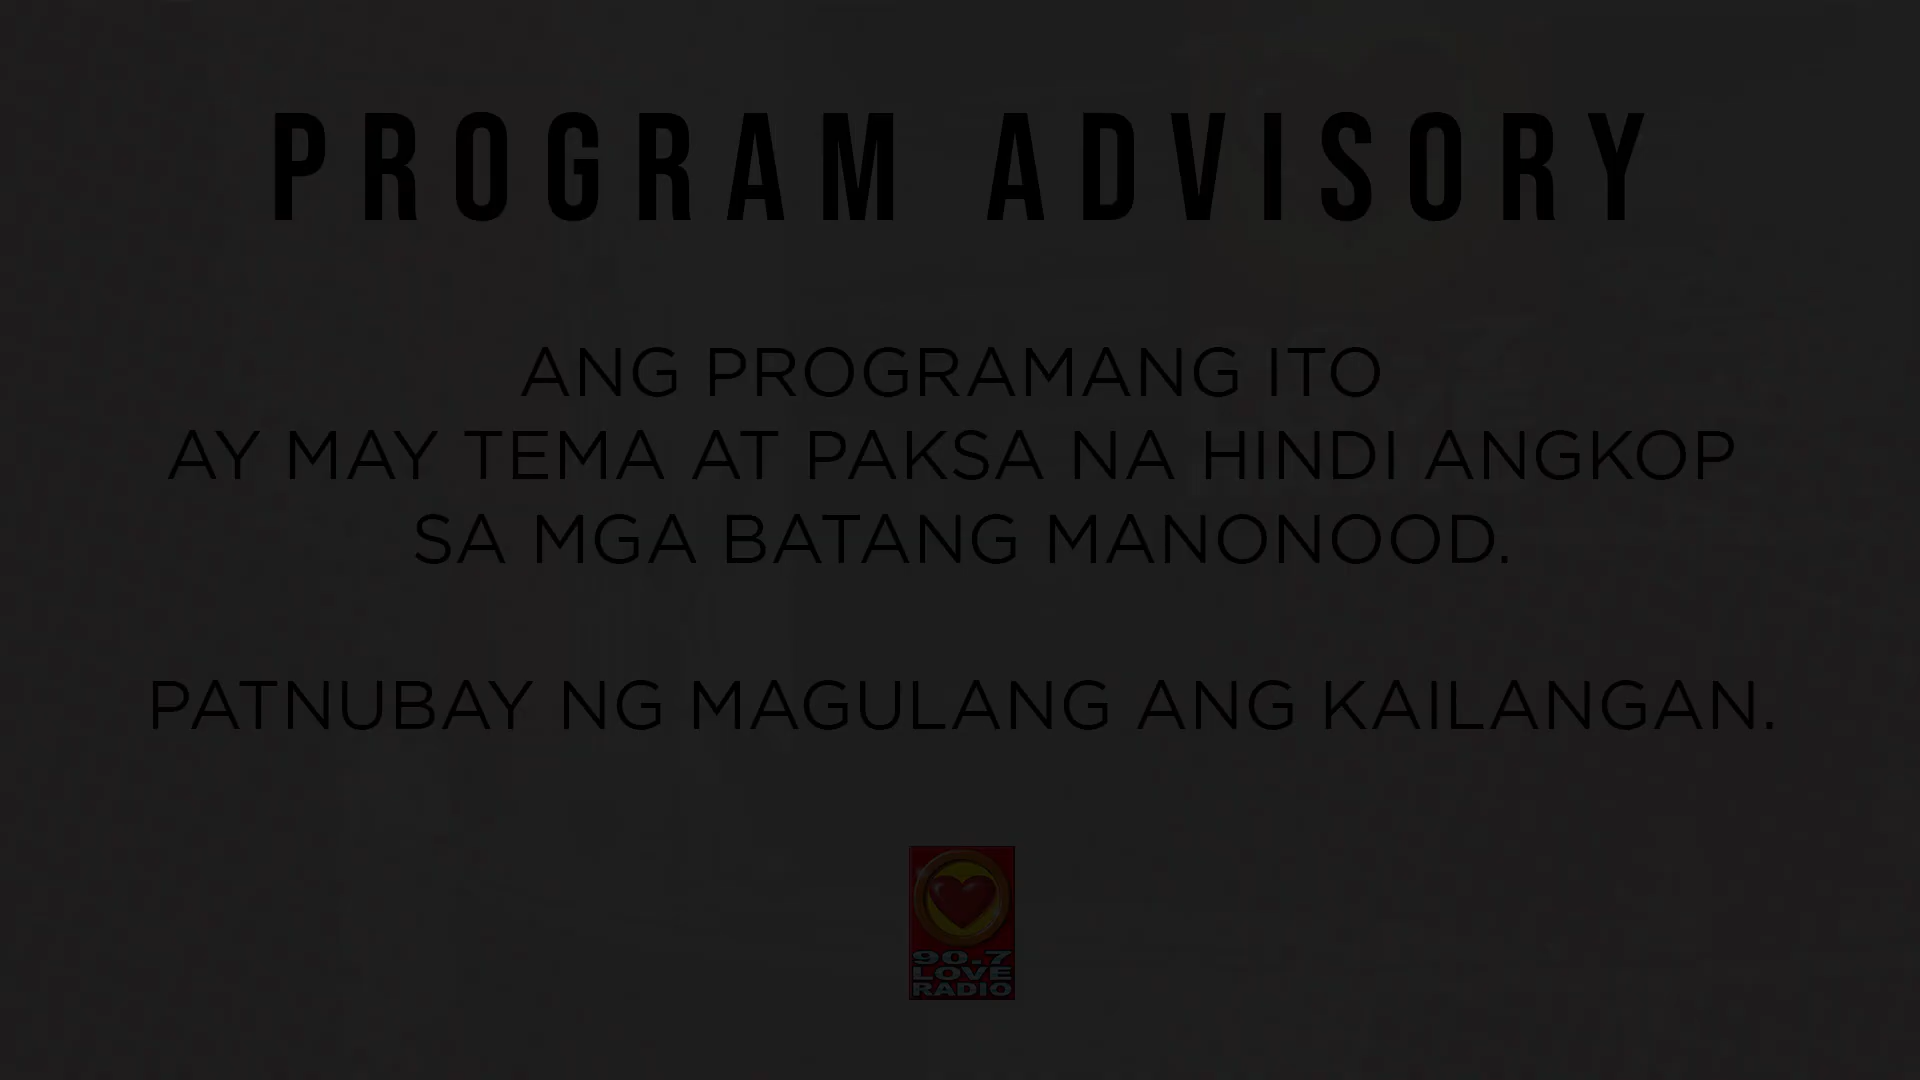 PROGRAM ADVISORY
ANG PROGRAMANG ITO
AY MAY TEMA AT PAKSA NA HINDI ANGKOP
SA MGA BATANG MANONOOD.
PATNUBAY NG MAGULANG ANG KAILANGAN.
90.7
LOVE
RADIO